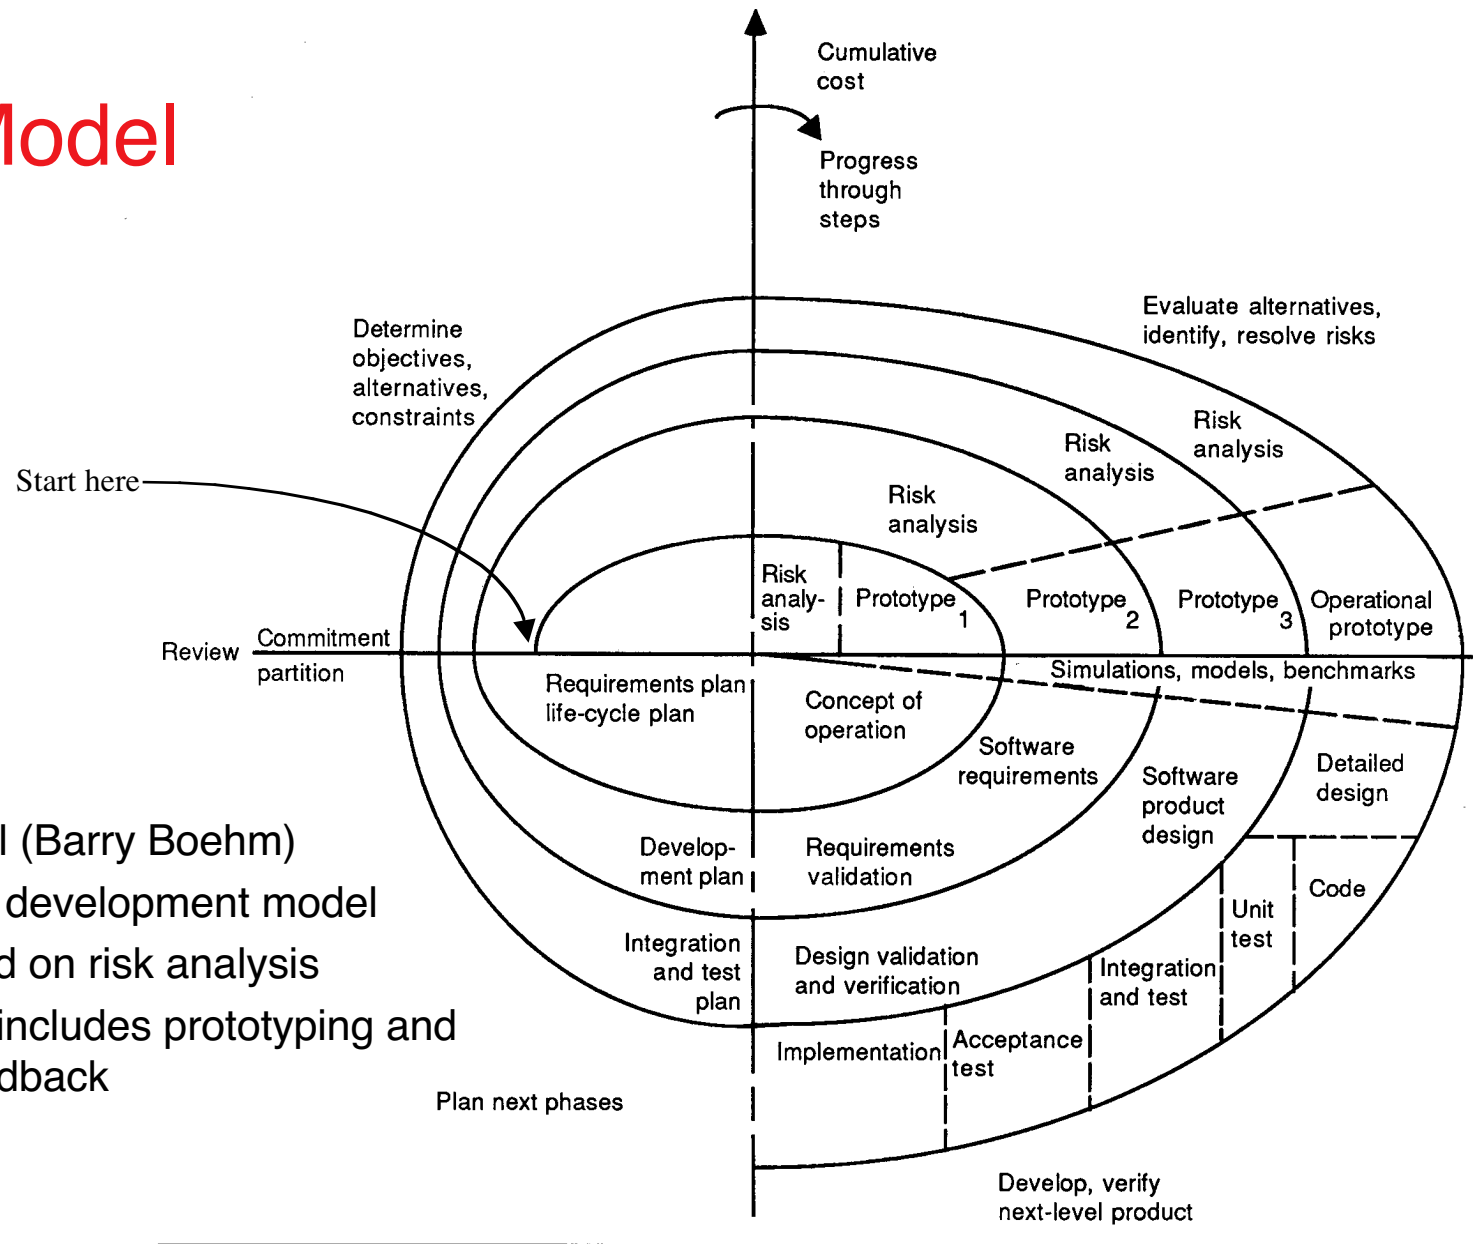 Model
Cumulative
cost
Progress
through
steps
Determine
objectives,
alternatives,
constraints
Evaluate alternatives,
identify, resolve risks
Start here
Risk
analysis
Risk
analysis
Risk
analysis
Risk
analy-
sis
Prototype 1
Prototype 2
Prototype 3
Operational
prototype
Review
Commitment
partition
Simulations, models, benchmarks
Requirements plan
life-cycle plan
Concept of
operation
Software
requirements
Software
product
design
Detailed
design
Develop-
ment plan
Requirements
validation
Code
Unit
test
Integration
and test
plan
Design validation
and verification
Integration
and test
Acceptance
test
Implementation
Plan next phases
Develop, verify
next-level product
l (Barry Boehm)
development model
d on risk analysis
includes prototyping and
dback